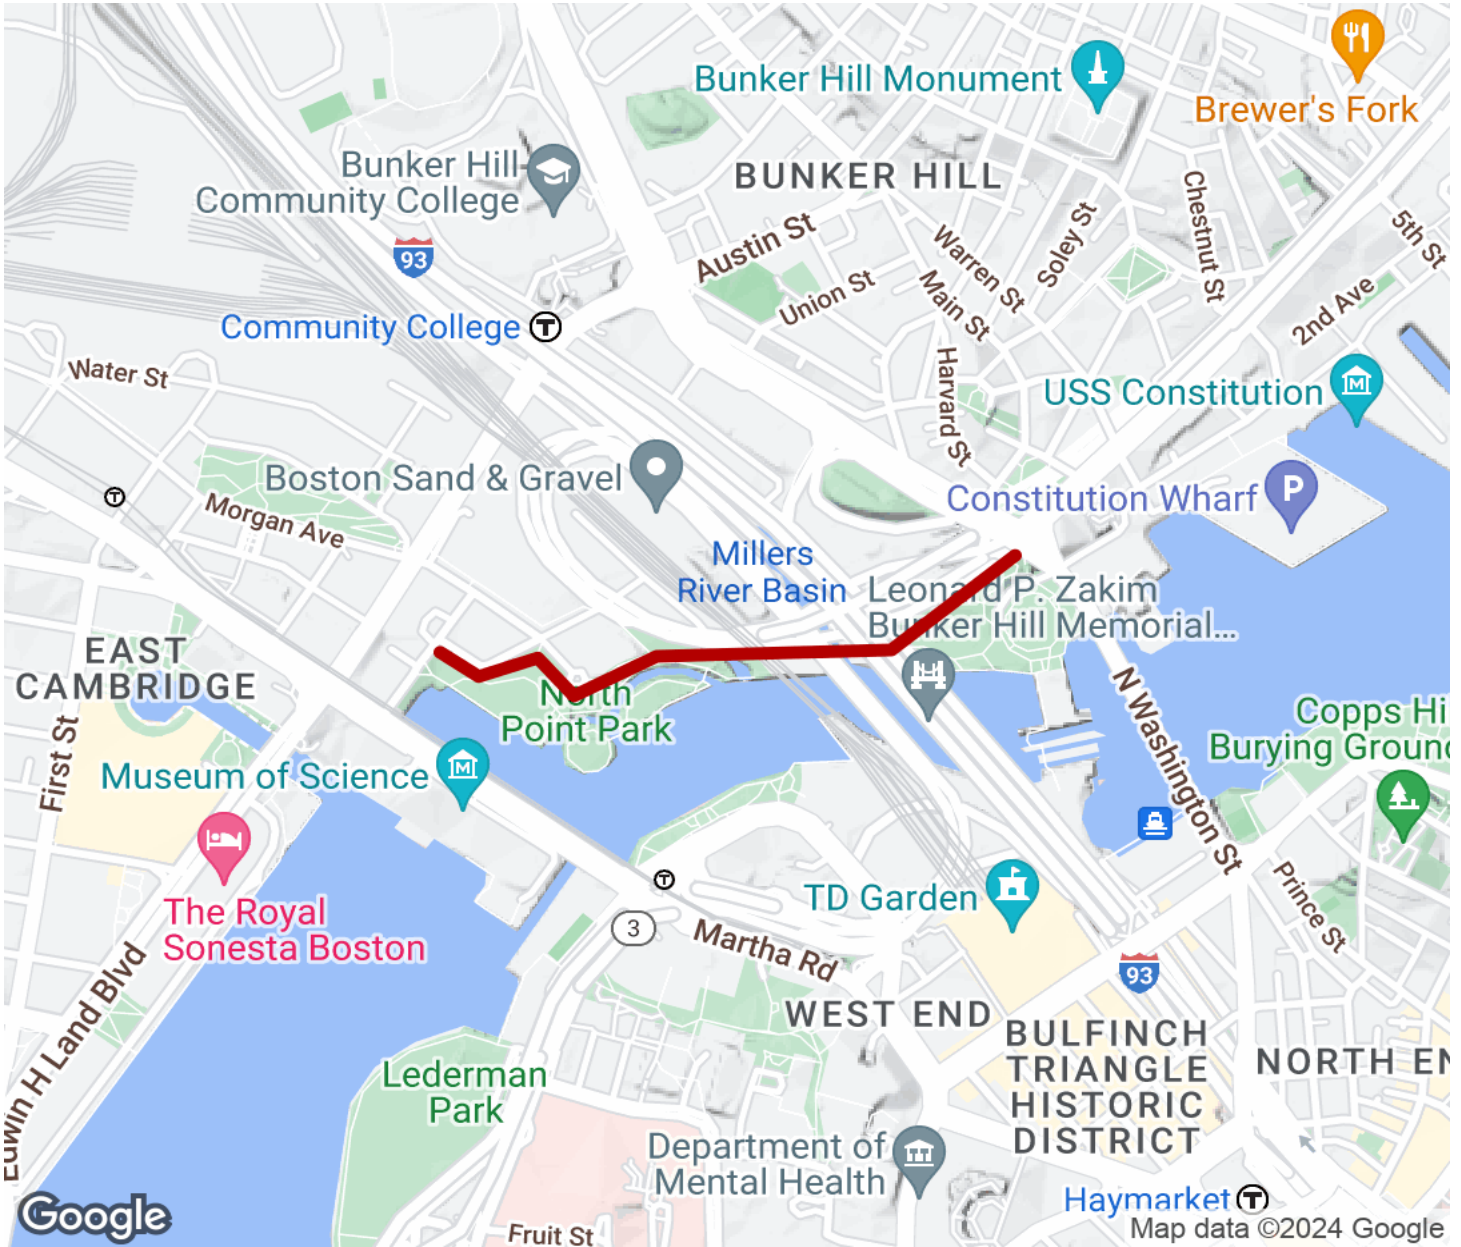 Bunker Hill Monument
Brewer's Fork
Bunker Hill
Community College
BUNKER HILL
Chestnut St
5th St
Soley St
Austin St
Warren St
93
Union St
Main St
2nd Ave
Community College
T
Water St
Harvard St
USS Constitution
M
Boston Sand & Gravel
Constitution Wharf
P
T
Morgan Ave
Millers
River Basin
Leonard P. Zakim
Bunker Hill Memorial...
EAST
CAMBRIDGE
North
Point Park
N Washington St
Copps Hi
Burying Ground
First St
Museum of Science
M
T
TD Garden
Prince St
The Royal
Sonesta Boston
3
Martha Rd
93
Edwin H Land Blvd
WEST END
BULFINCH
TRIANGLE
HISTORIC
DISTRICT
NORTH EN
Lederman
Park
Department of
Mental Health
Haymarket
T
Google
Fruit St
Map data ©2024 Google